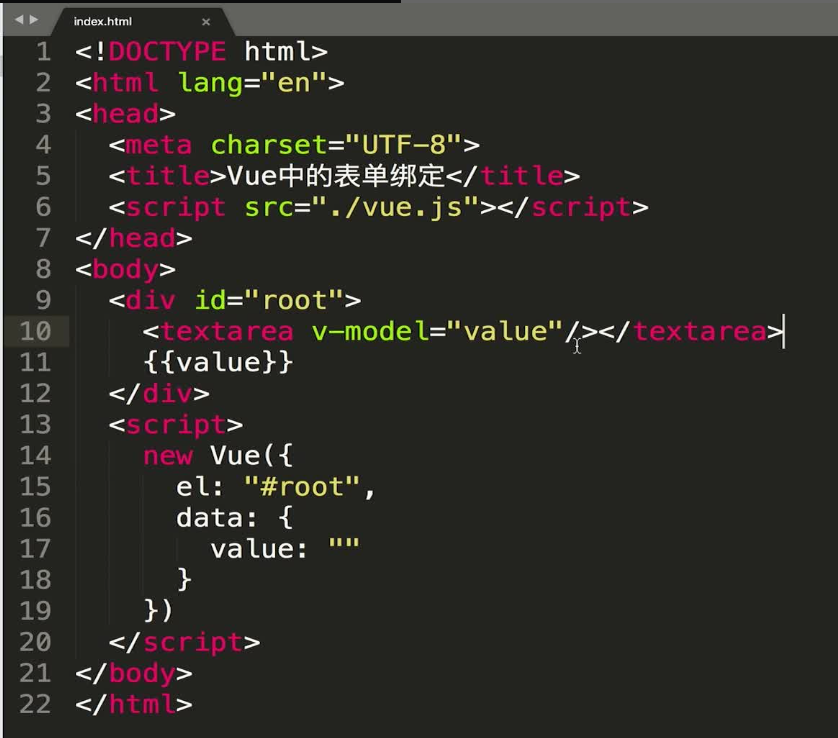 index.html ×
1 <!DOCTYPE html>
2 <html lang="en">
3 <head>
4   <meta charset="UTF-8">
5   <title>Vue中的表单绑定</title>
6   <script src="./vue.js"></script>
7 </head>
8 <body>
9   <div id="root">
10     <textarea v-model="value"/></textarea>
11     {{value}}
12   </div>
13   <script>
14     new Vue({
15       el: "#root",
16       data: {
17         value: ""
18       }
19     })
20   </script>
21 </body>
22 </html>